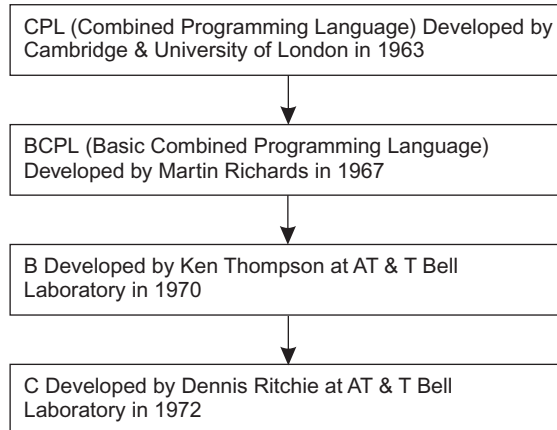 CPL (Combined Programming Language) Developed by
Cambridge & University of London in 1963
BCPL (Basic Combined Programming Language)
Developed by Martin Richards in 1967
B Developed by Ken Thompson at AT & T Bell
Laboratory in 1970
C Developed by Dennis Ritchie at AT & T Bell
Laboratory in 1972